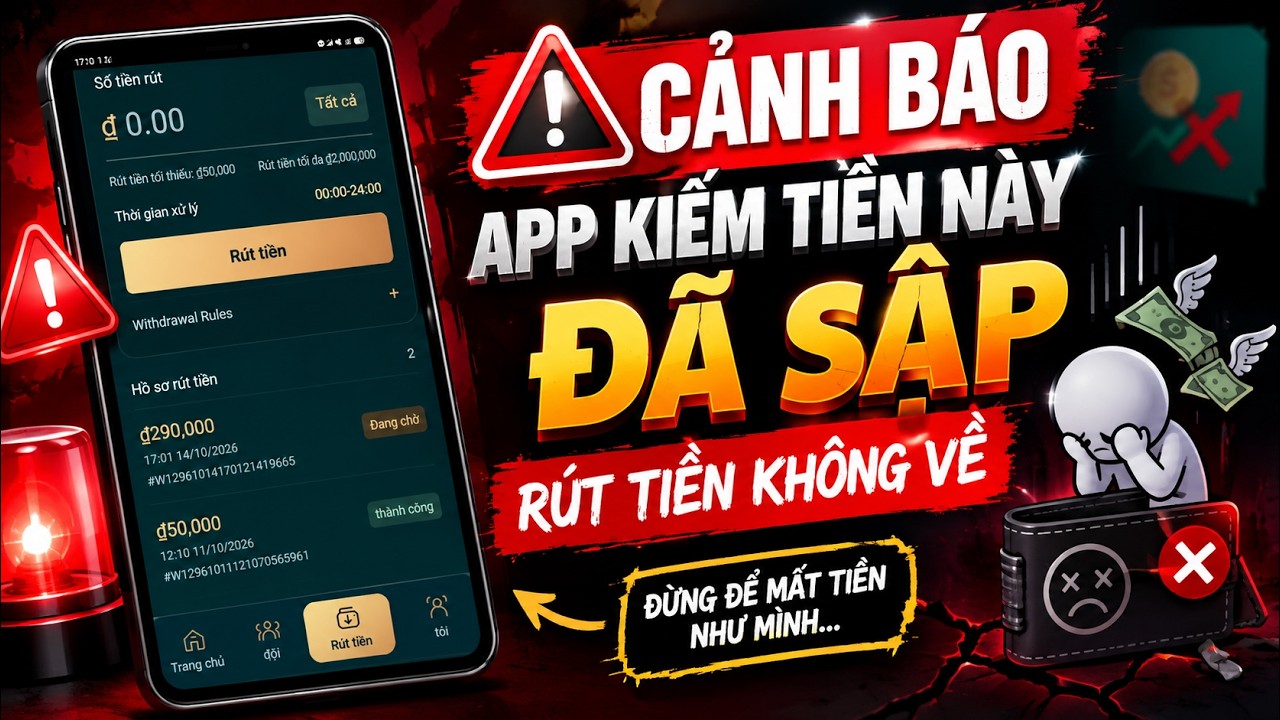 Số tiền rút
₫ 0.00
Tất cả
Rút tiền tối thiểu: ₫50,000
Rút tiền tối đa ₫2,000,000
Thời gian xử lý
00:00-24:00
Rút tiền
Withdrawal Rules
+
Hồ sơ rút tiền
2
₫290,000
Đang chờ
17:01 14/10/2026
#W12961014170121419665
₫50,000
thành công
12:10 11/10/2026
#W1296101112107056596​1
Trang chủ
đội
Rút tiền
tôi
CẢNH BÁO
APP KIẾM TIỀN NÀY
ĐÃ SẬP
RÚT TIỀN KHÔNG VỀ
ĐỪNG ĐỂ MẤT TIỀN
NHƯ MÌNH...